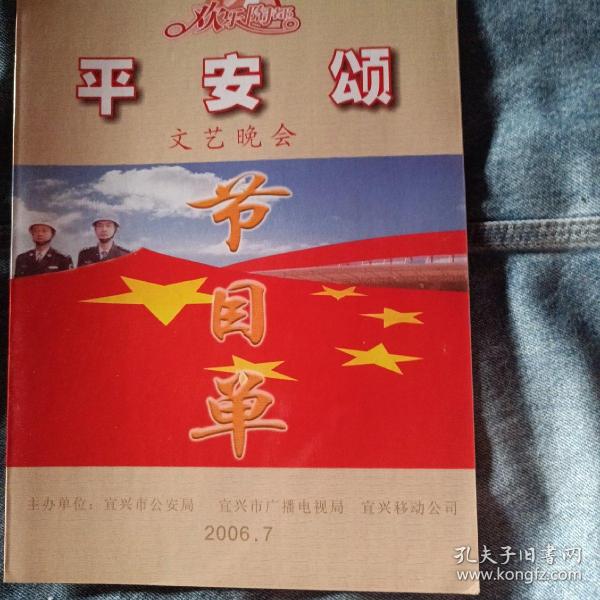 欢乐陶都
平安颂
文艺晚会
节
目
单
主办单位：宜兴市公安局 宜兴市广播电视局 宜兴移动公司
2006.7
孔夫子旧书网
www.kongfz.com